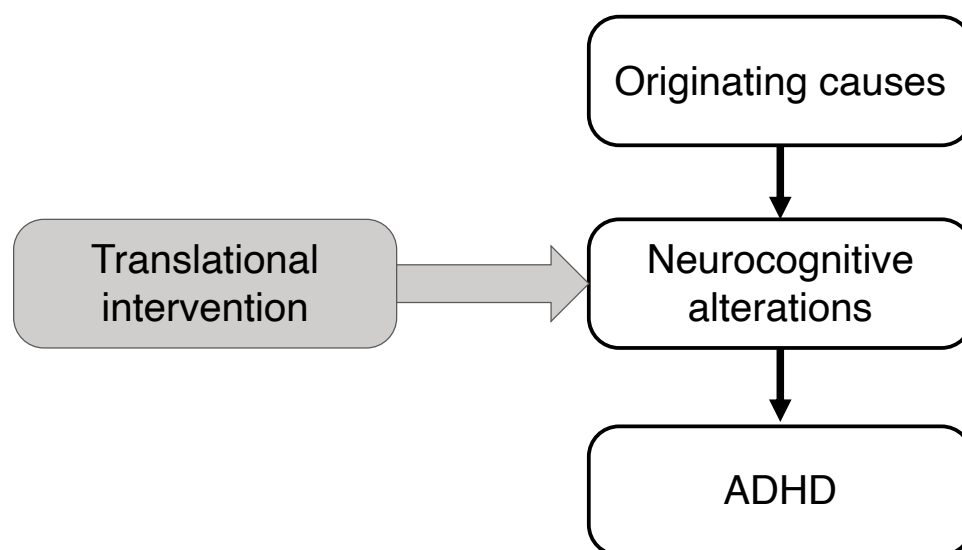 Originating causes
Translational
intervention
Neurocognitive
alterations
ADHD